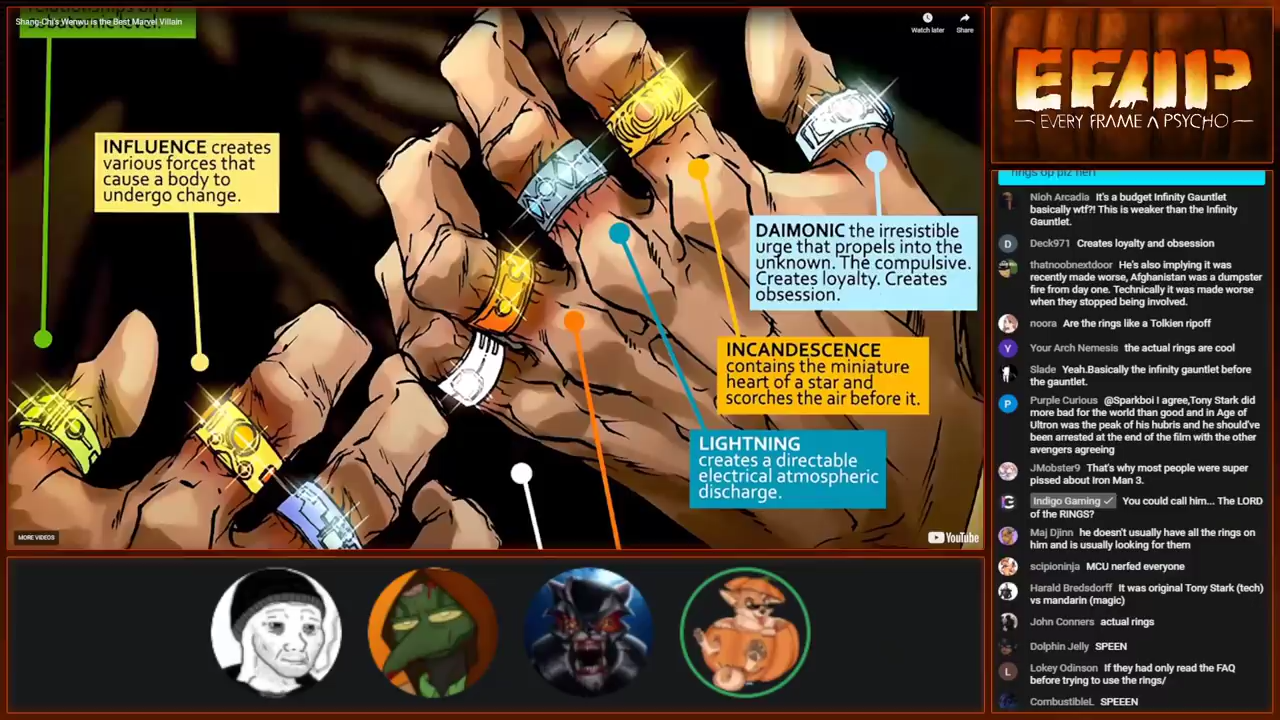 relationships on a
subatomic level.
Shang-Chi's Wenwu is the Best Marvel Villain
Watch later
Share
INFLUENCE creates
various forces that
cause a body to
undergo change.
DAIMONIC the irresistible
urge that propels into the
unknown. The compulsive.
Creates loyalty. Creates
obsession.
INCANDESCENCE
contains the miniature
heart of a star and
scorches the air before it.
LIGHTNING
creates a directable
electrical atmospheric
discharge.
MORE VIDEOS
YouTube
EFAP
EVERY FRAME A PSYCHO
rings op plz nerf
Nioh Arcadia It's a budget Infinity Gauntlet
basically wtf?! This is weaker than the Infinity
Gauntlet.
D
Deck971 Creates loyalty and obsession
thatnoobnextdoor He's also implying it was
recently made worse, Afghanistan was a dumpster
fire from day one. Technically it was made worse
when they stopped being involved.
noora Are the rings like a Tolkien ripoff
Y
Your Arch Nemesis the actual rings are cool
Slade Yeah.Basically the infinity gauntlet before
the gauntlet.
P
Purple Curious @Sparkboi I agree,Tony Stark did
more bad for the world than good and in Age of
Ultron was the peak of his hubris and he should've
been arrested at the end of the film with the other
avengers agreeing
JMobster9 That's why most people were super
pissed about Iron Man 3.
Indigo Gaming You could call him... The LORD
of the RINGS?
Maj Djinn he doesn't usually have all the rings on
him and is usually looking for them
scipioninja MCU nerfed everyone
Harald Bredsdorff It was original Tony Stark (tech)
vs mandarin (magic)
John Conners actual rings
Dolphin Jelly SPEEN
L
Lokey Odinson If they had only read the FAQ
before trying to use the rings/
CombustibleL SPEEEN